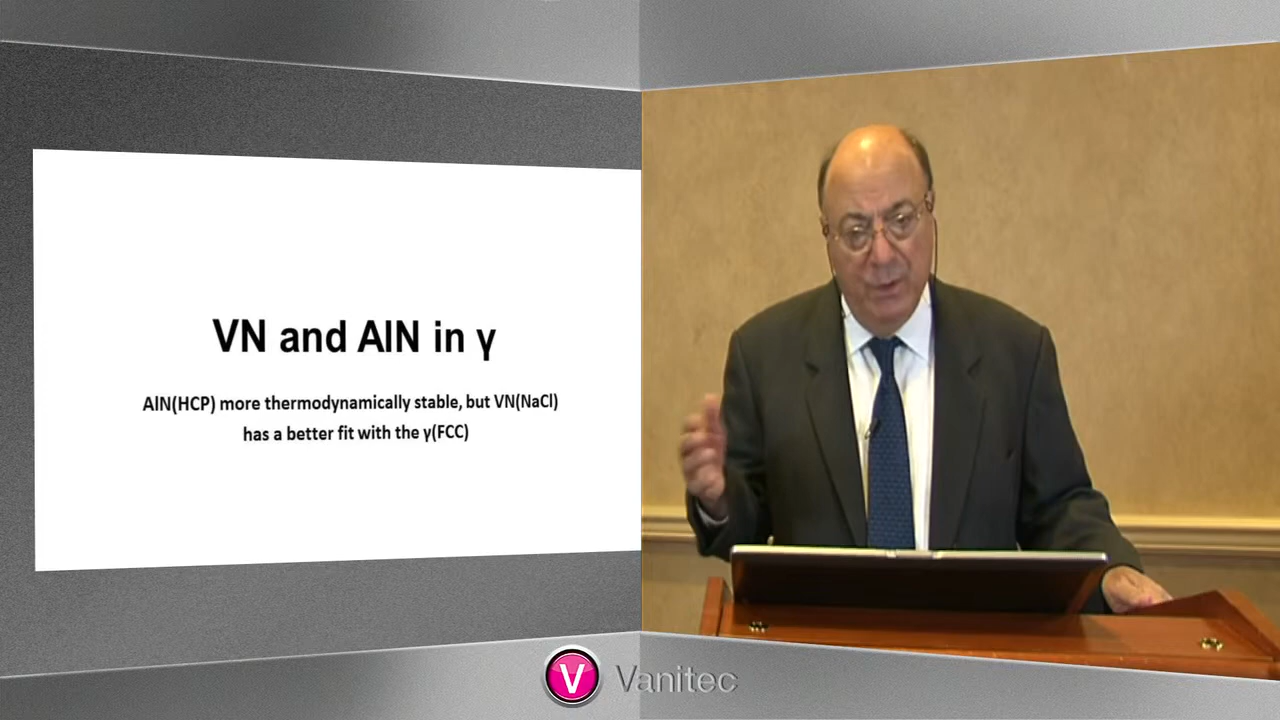 VN and AlN in γ
AlN(HCP) more thermodynamically stable, but VN(NaCl)
has a better fit with the γ(FCC)
V Vanitec